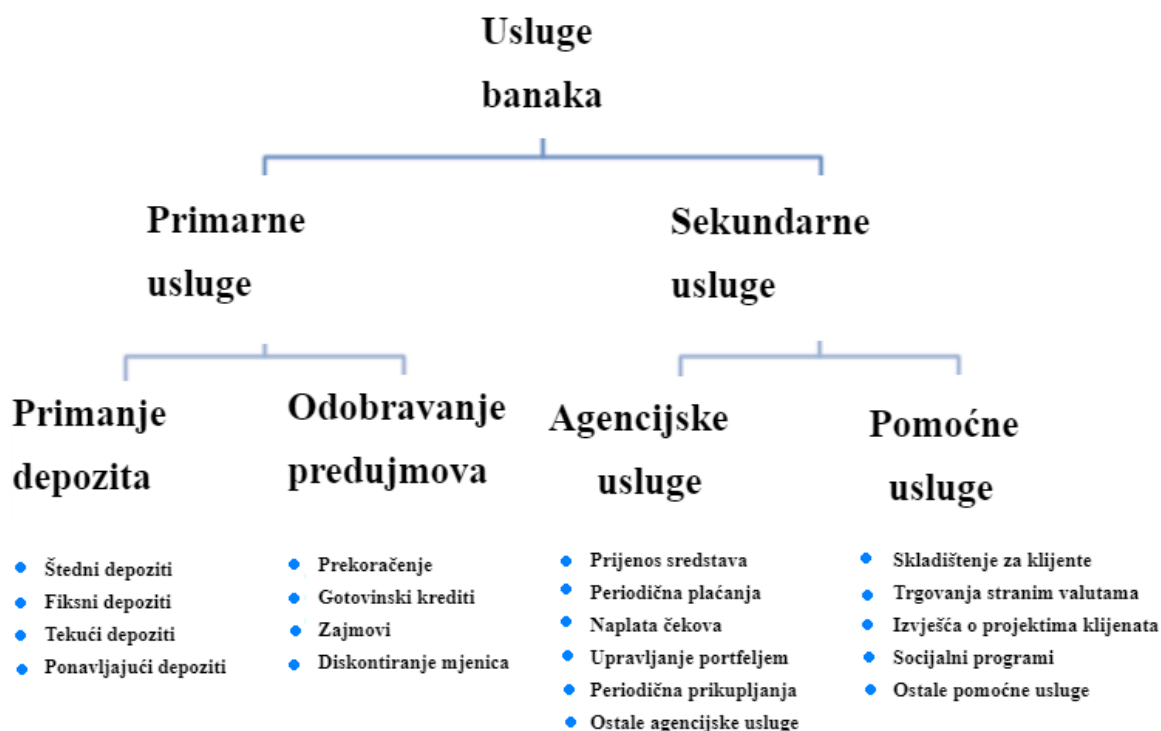 Usluge
banaka
Primarne
usluge
Sekundarne
usluge
Primanje
depozita
Odobravanje
predujmova
Agencijske
usluge
Pomoćne
usluge
Štedni depoziti
Fiksni depoziti
Tekući depoziti
Ponavljajući depoziti
Prekoračenje
Gotovinski krediti
Zajmovi
Diskontiranje mjenica
Prijenos sredstava
Periodična plaćanja
Naplata čekova
Upravljanje portfeljem
Periodična prikupljanja
Ostale agencijske usluge
Skladištenje za klijente
Trgovanja stranim valutama
Izvješća o projektima klijenata
Socijalni programi
Ostale pomoćne usluge